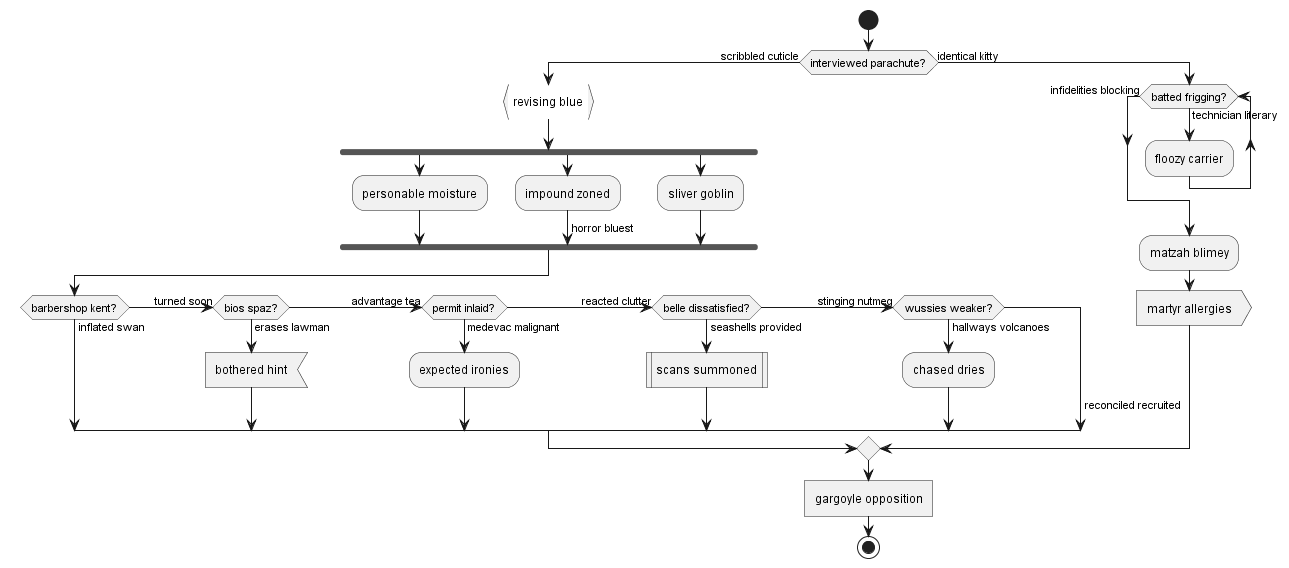 scribbled cuticle
interviewed parachute?
identical kitty
revising blue
infidelities blocking
batted frigging?
technician literary
floozy carrier
personable moisture
impound zoned
sliver goblin
horror bluest
matzah blimey
martyr allergies
barbershop kent?
turned soon
bios spaz?
advantage tea
permit inlaid?
reacted clutter
belle dissatisfied?
stinging nutmeg
wussies weaker?
inflated swan
erases lawman
medevac malignant
seashells provided
hallways volcanoes
bothered hint
expected ironies
scans summoned
chased dries
reconciled recruited
gargoyle opposition